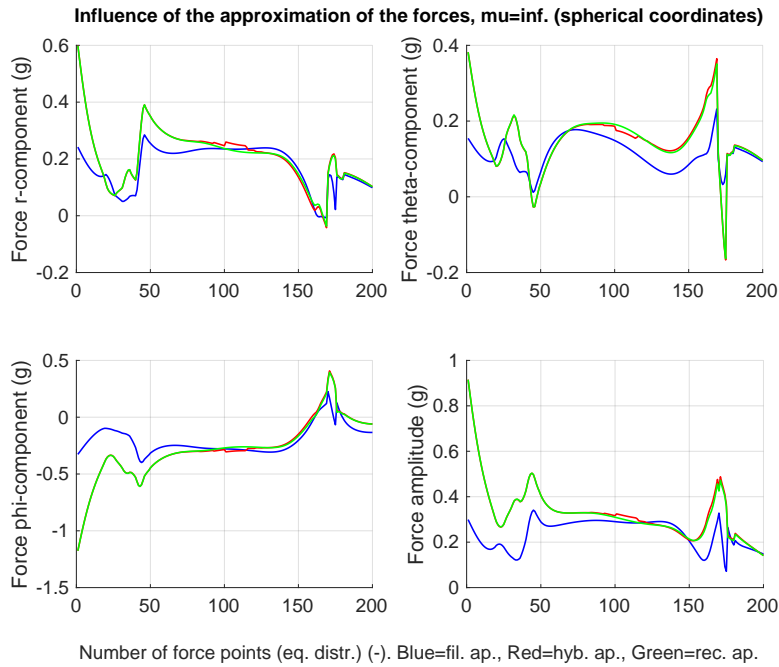 Influence of the approximation of the forces, mu=inf. (spherical coordinates)
Force r-component (g)
0.6
0.4
0.2
0
-0.2
0 50 100 150 200
Force theta-component (g)
0.4
0.2
0
-0.2
0 50 100 150 200
Force phi-component (g)
0.5
0
-0.5
-1
-1.5
0 50 100 150 200
Force amplitude (g)
1
0.8
0.6
0.4
0.2
0
0 50 100 150 200
Number of force points (eq. distr.) (-). Blue=fil. ap., Red=hyb. ap., Green=rec. ap.